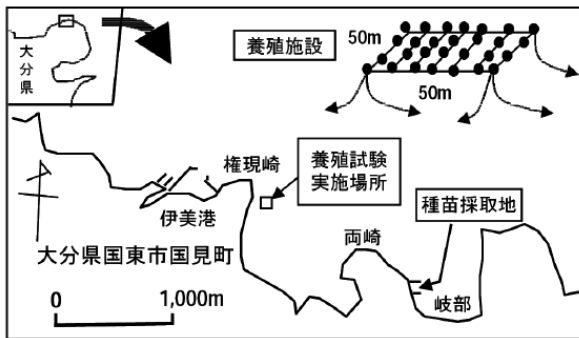 大分県
養殖施設
50m
50m
権現崎
養殖試験
実施場所
伊美港
種苗採取地
両崎
大分県国東市国見町
岐部
0
1,000m